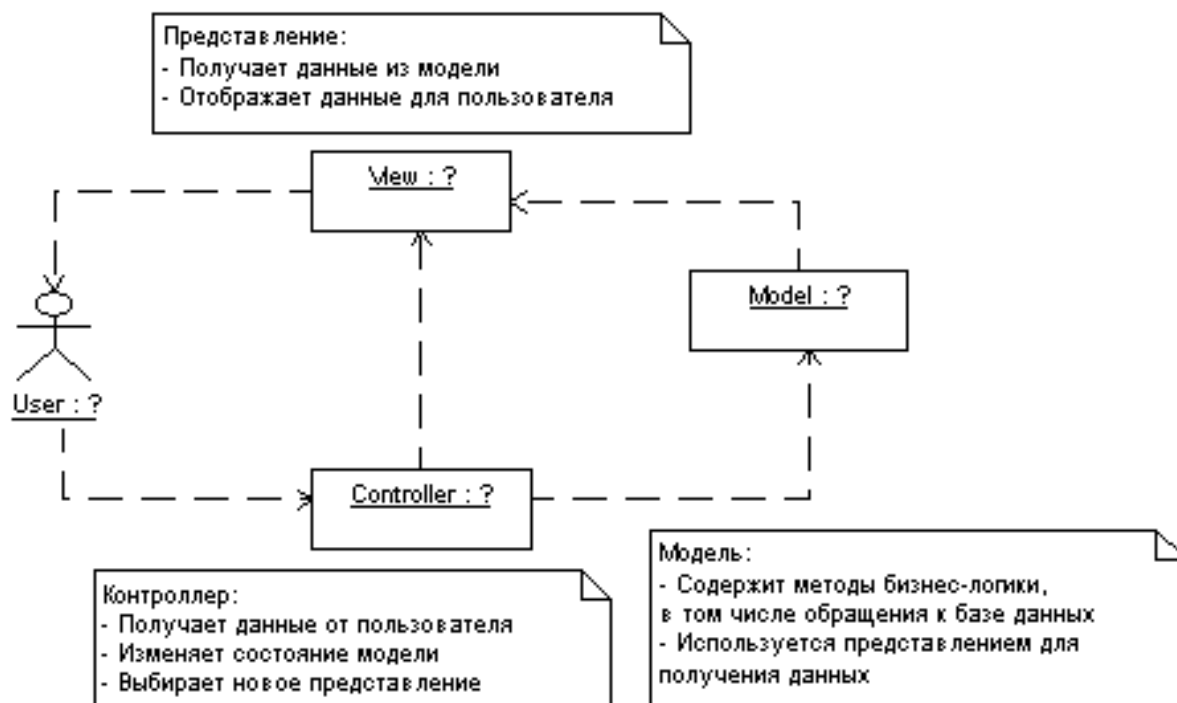 Представление:
- Получает данные из модели
- Отображает данные для пользователя
View : ?
Model : ?
User : ?
Controller : ?
Контроллер:
- Получает данные от пользователя
- Изменяет состояние модели
- Выбирает новое представление
Модель:
- Содержит методы бизнес-логики,
в том числе обращения к базе данных
- Используется представлением для
получения данных